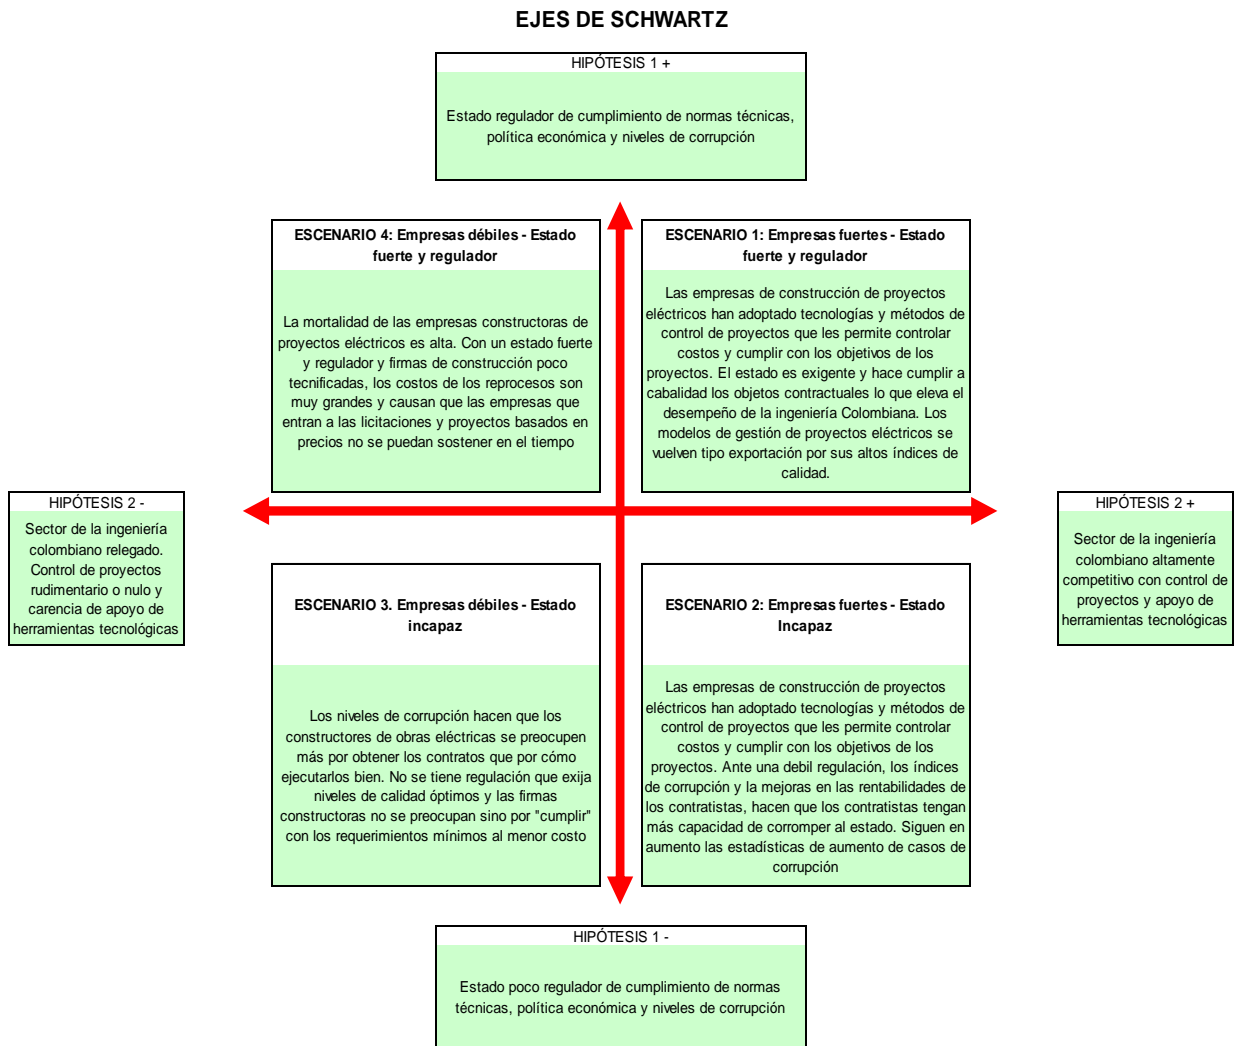 EJES DE SCHWARTZ
HIPÓTESIS 1 +
Estado regulador de cumplimiento de normas técnicas,
política económica y niveles de corrupción
ESCENARIO 4: Empresas débiles - Estado
fuerte y regulador
La mortalidad de las empresas constructoras de
proyectos eléctricos es alta. Con un estado fuerte
y regulador y firmas de construcción poco
tecnificadas, los costos de los reprocesos son
muy grandes y causan que las empresas que
entran a las licitaciones y proyectos basados en
precios no se puedan sostener en el tiempo
ESCENARIO 1: Empresas fuertes - Estado
fuerte y regulador
Las empresas de construcción de proyectos
eléctricos han adoptado tecnologías y métodos de
control de proyectos que les permite controlar
costos y cumplir con los objetivos de los
proyectos. El estado es exigente y hace cumplir a
cabalidad los objetos contractuales lo que eleva el
desempeño de la ingeniería Colombiana. Los
modelos de gestión de proyectos eléctricos se
vuelven tipo exportación por sus altos índices de
calidad.
HIPÓTESIS 2 -
Sector de la ingeniería
colombiano relegado.
Control de proyectos
rudimentario o nulo y
carencia de apoyo de
herramientas tecnológicas
HIPÓTESIS 2 +
Sector de la ingeniería
colombiano altamente
competitivo con control de
proyectos y apoyo de
herramientas tecnológicas
ESCENARIO 3. Empresas débiles - Estado
incapaz
Los niveles de corrupción hacen que los
constructores de obras eléctricas se preocupen
más por obtener los contratos que por cómo
ejecutarlos bien. No se tiene regulación que exija
niveles de calidad óptimos y las firmas
constructoras no se preocupan sino por "cumplir"
con los requerimientos mínimos al menor costo
ESCENARIO 2: Empresas fuertes - Estado
Incapaz
Las empresas de construcción de proyectos
eléctricos han adoptado tecnologías y métodos de
control de proyectos que les permite controlar
costos y cumplir con los objetivos de los
proyectos. Ante una debil regulación, los índices
de corrupción y la mejoras en las rentabilidades de
los contratistas, hacen que los contratistas tengan
más capacidad de corromper al estado. Siguen en
aumento las estadísticas de aumento de casos de
corrupción
HIPÓTESIS 1 -
Estado poco regulador de cumplimiento de normas
técnicas, política económica y niveles de corrupción